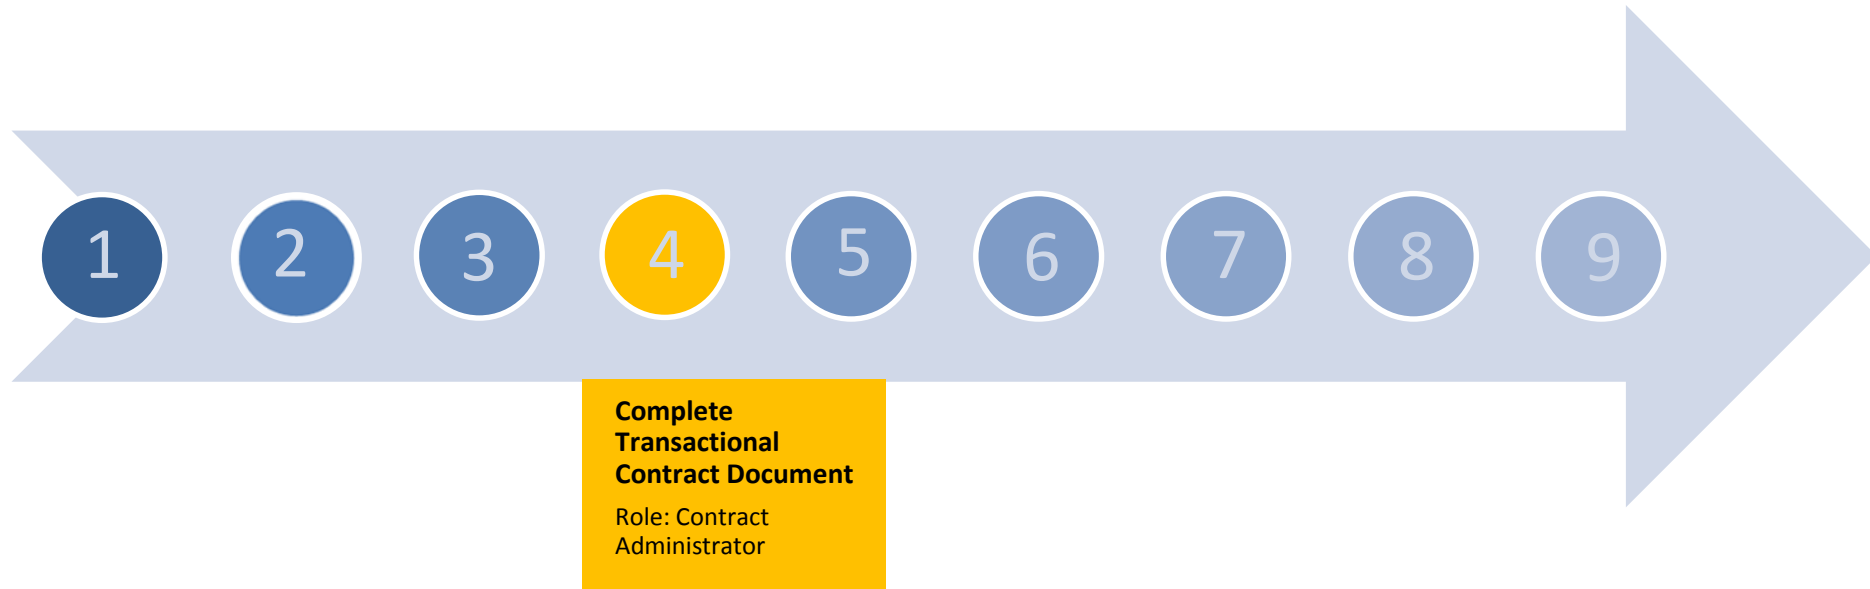 1 2 3 4 5 6 7 8 9
Complete
Transactional
Contract Document
Role: Contract
Administrator